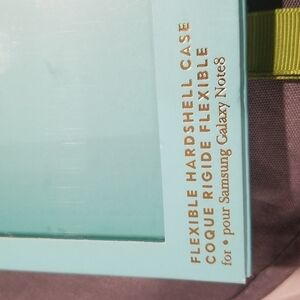 FLEXIBLE HARDSHELL CASE
COQUE RIGIDE FLEXIBLE
for • pour Samsung Galaxy Note8